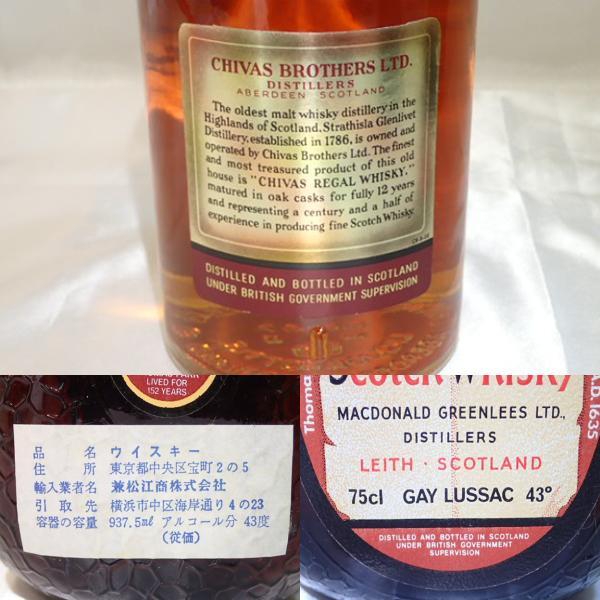 CHIVAS BROTHERS LTD.
DISTILLERS
ABERDEEN SCOTLAND
The oldest malt whisky distillery in the
Highlands of Scotland, Strathisla Glenlivet
Distillery, established in 1786, is owned and
operated by Chivas Brothers Ltd. The finest
and most treasured product of this old
house is "CHIVAS REGAL WHISKY,"
matured in oak casks for fully 12 years
and representing a century and a half of
experience in producing fine Scotch Whisky.
DISTILLED AND BOTTLED IN SCOTLAND
UNDER BRITISH GOVERNMENT SUPERVISION
LIVED FOR
152 YEARS
品 名 ウイスキー
住 所 東京都中央区宝町2の5
輸入業者名 兼松江商株式会社
引 取 先 横浜市中区海岸通り4の23
容器の容量 937.5ml アルコール分 43度
(従価)
Scotch Whisky
Thomas
A.D. 1635
MACDONALD GREENLEES LTD.,
DISTILLERS
LEITH · SCOTLAND
75cl GAY LUSSAC 43°
DISTILLED AND BOTTLED IN SCOTLAND
UNDER BRITISH GOVERNMENT
SUPERVISION